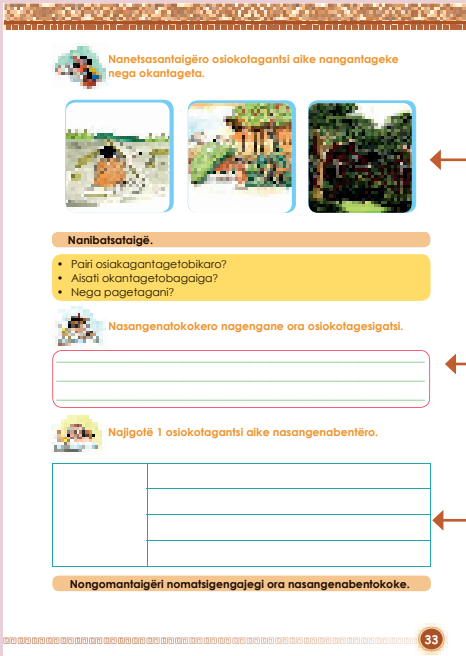 Nanetsasantaigëro osiokotagantsi aike nangantageke
nega okantageta.
Nanibatsataigë.
• Pairi osiakagantagetobikaro?
• Aisati okantagetobagaiga?
• Nega pagetagani?
Nasangenatokokero nagengane ora osiokotagesigatsi.
Najigotë 1 osiokotagantsi aike nasangenabentëro.
Nongomantaigëri nomatsigengajegi ora nasangenabentokoke.
33